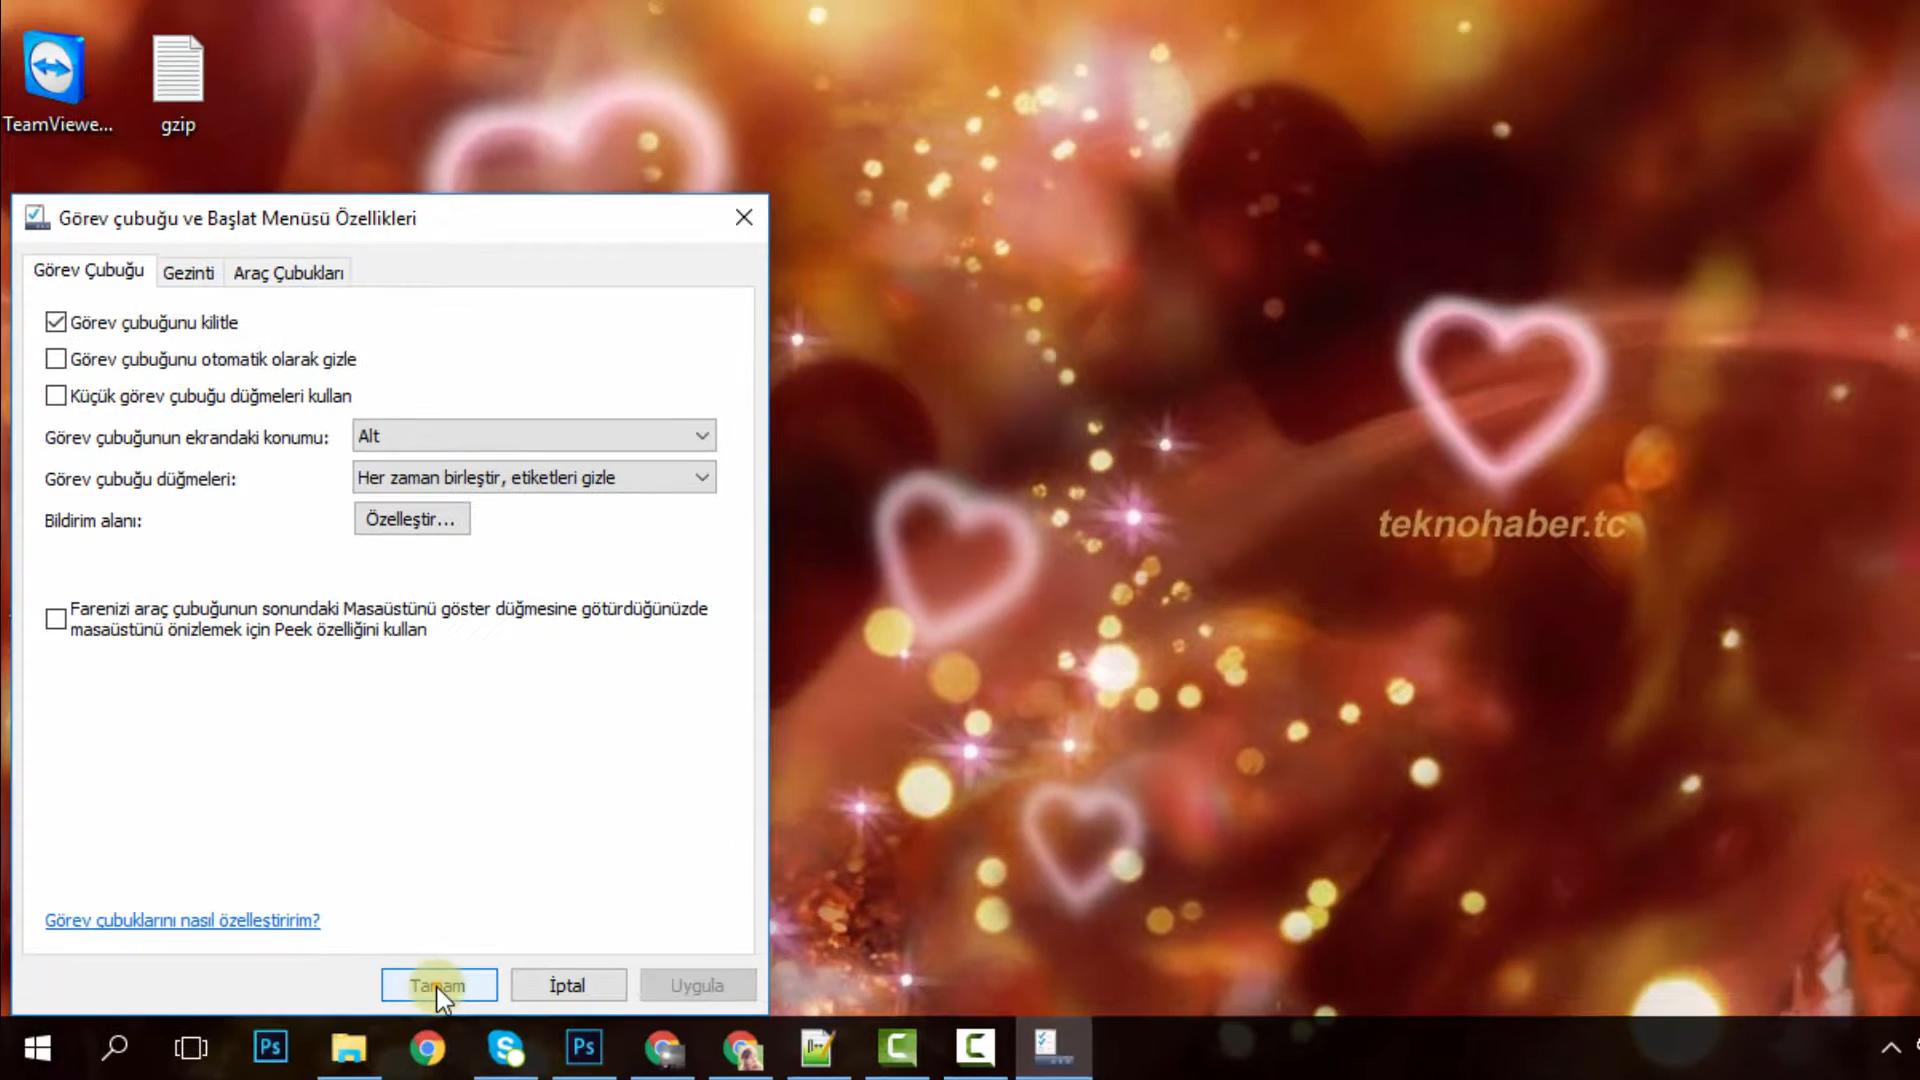 TeamViewe...
gzip
Görev çubuğu ve Başlat Menüsü Özellikleri
Görev Çubuğu
Gezinti
Araç Çubukları
Görev çubuğunu kilitle
Görev çubuğunu otomatik olarak gizle
Küçük görev çubuğu düğmeleri kullan
Görev çubuğunun ekrandaki konumu:
Alt
Görev çubuğu düğmeleri:
Her zaman birleştir, etiketleri gizle
Bildirim alanı:
Özelleştir...
Farenizi araç çubuğunun sonundaki Masaüstünü göster düğmesine götürdüğünüzde
masaüstünü önizlemek için Peek özelliğini kullan
teknohaber.tc
Görev çubuklarını nasıl özelleştiririm?
Tamam
İptal
Uygula
Ps
Ps